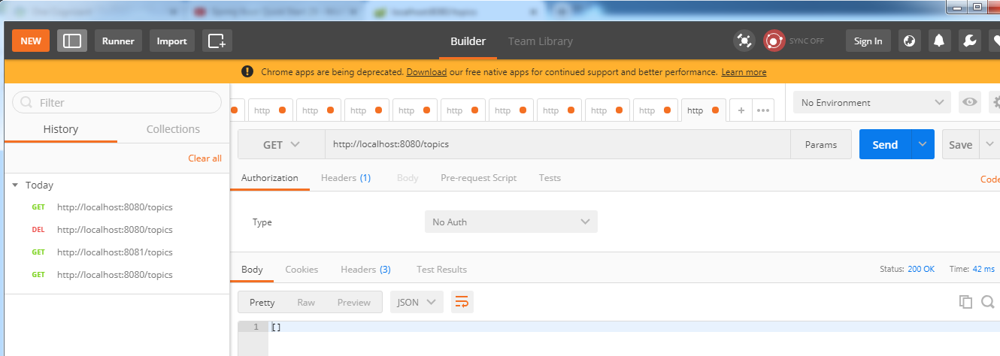 localhost:8080/topics
NEW Runner Import Builder Team Library SYNC OFF Sign In
Chrome apps are being deprecated. Download our free native apps for continued support and better performance. Learn more
Filter
History Collections
Clear all
Today
GET http://localhost:8080/topics
DEL http://localhost:8080/topics
GET http://localhost:8081/topics
GET http://localhost:8080/topics
http http http http http http http http http http + No Environment
GET http://localhost:8080/topics Params Send Save
Authorization Headers (1) Body Pre-request Script Tests Code
Type No Auth
Body Cookies Headers (3) Test Results Status: 200 OK Time: 42 ms
Pretty Raw Preview JSON
1 []